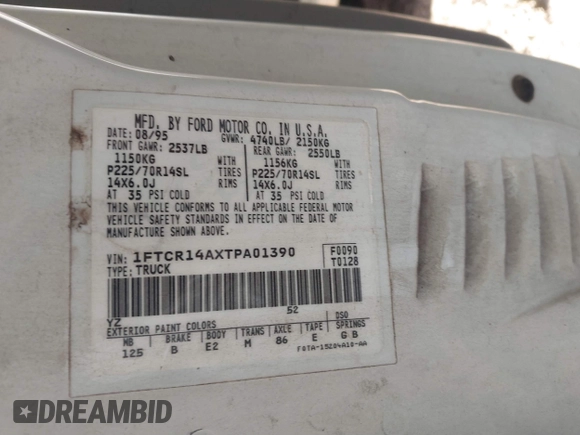 MFD. BY FORD MOTOR CO. IN U.S.A.
DATE: 08/95 GVWR: 4740LB/ 2150KG
FRONT GAWR: 2537LB REAR GAWR: 2550LB
1150KG WITH 1156KG WITH
P225/70R14SL TIRES P225/70R14SL TIRES
14X6.0J RIMS 14X6.0J RIMS
AT 35 PSI COLD AT 35 PSI COLD
THIS VEHICLE CONFORMS TO ALL APPLICABLE FEDERAL MOTOR
VEHICLE SAFETY STANDARDS IN EFFECT ON THE DATE OF
MANUFACTURE SHOWN ABOVE.
VIN: 1FTCR14AXTPA01390 F0090
TYPE: TRUCK T0128
52
YZ DSO
EXTERIOR PAINT COLORS
WB BRAKE BODY TRANS AXLE TAPE SPRINGS
125 B E2 M 86 E G B
F8TA-15294A10-AA
DREAMBID